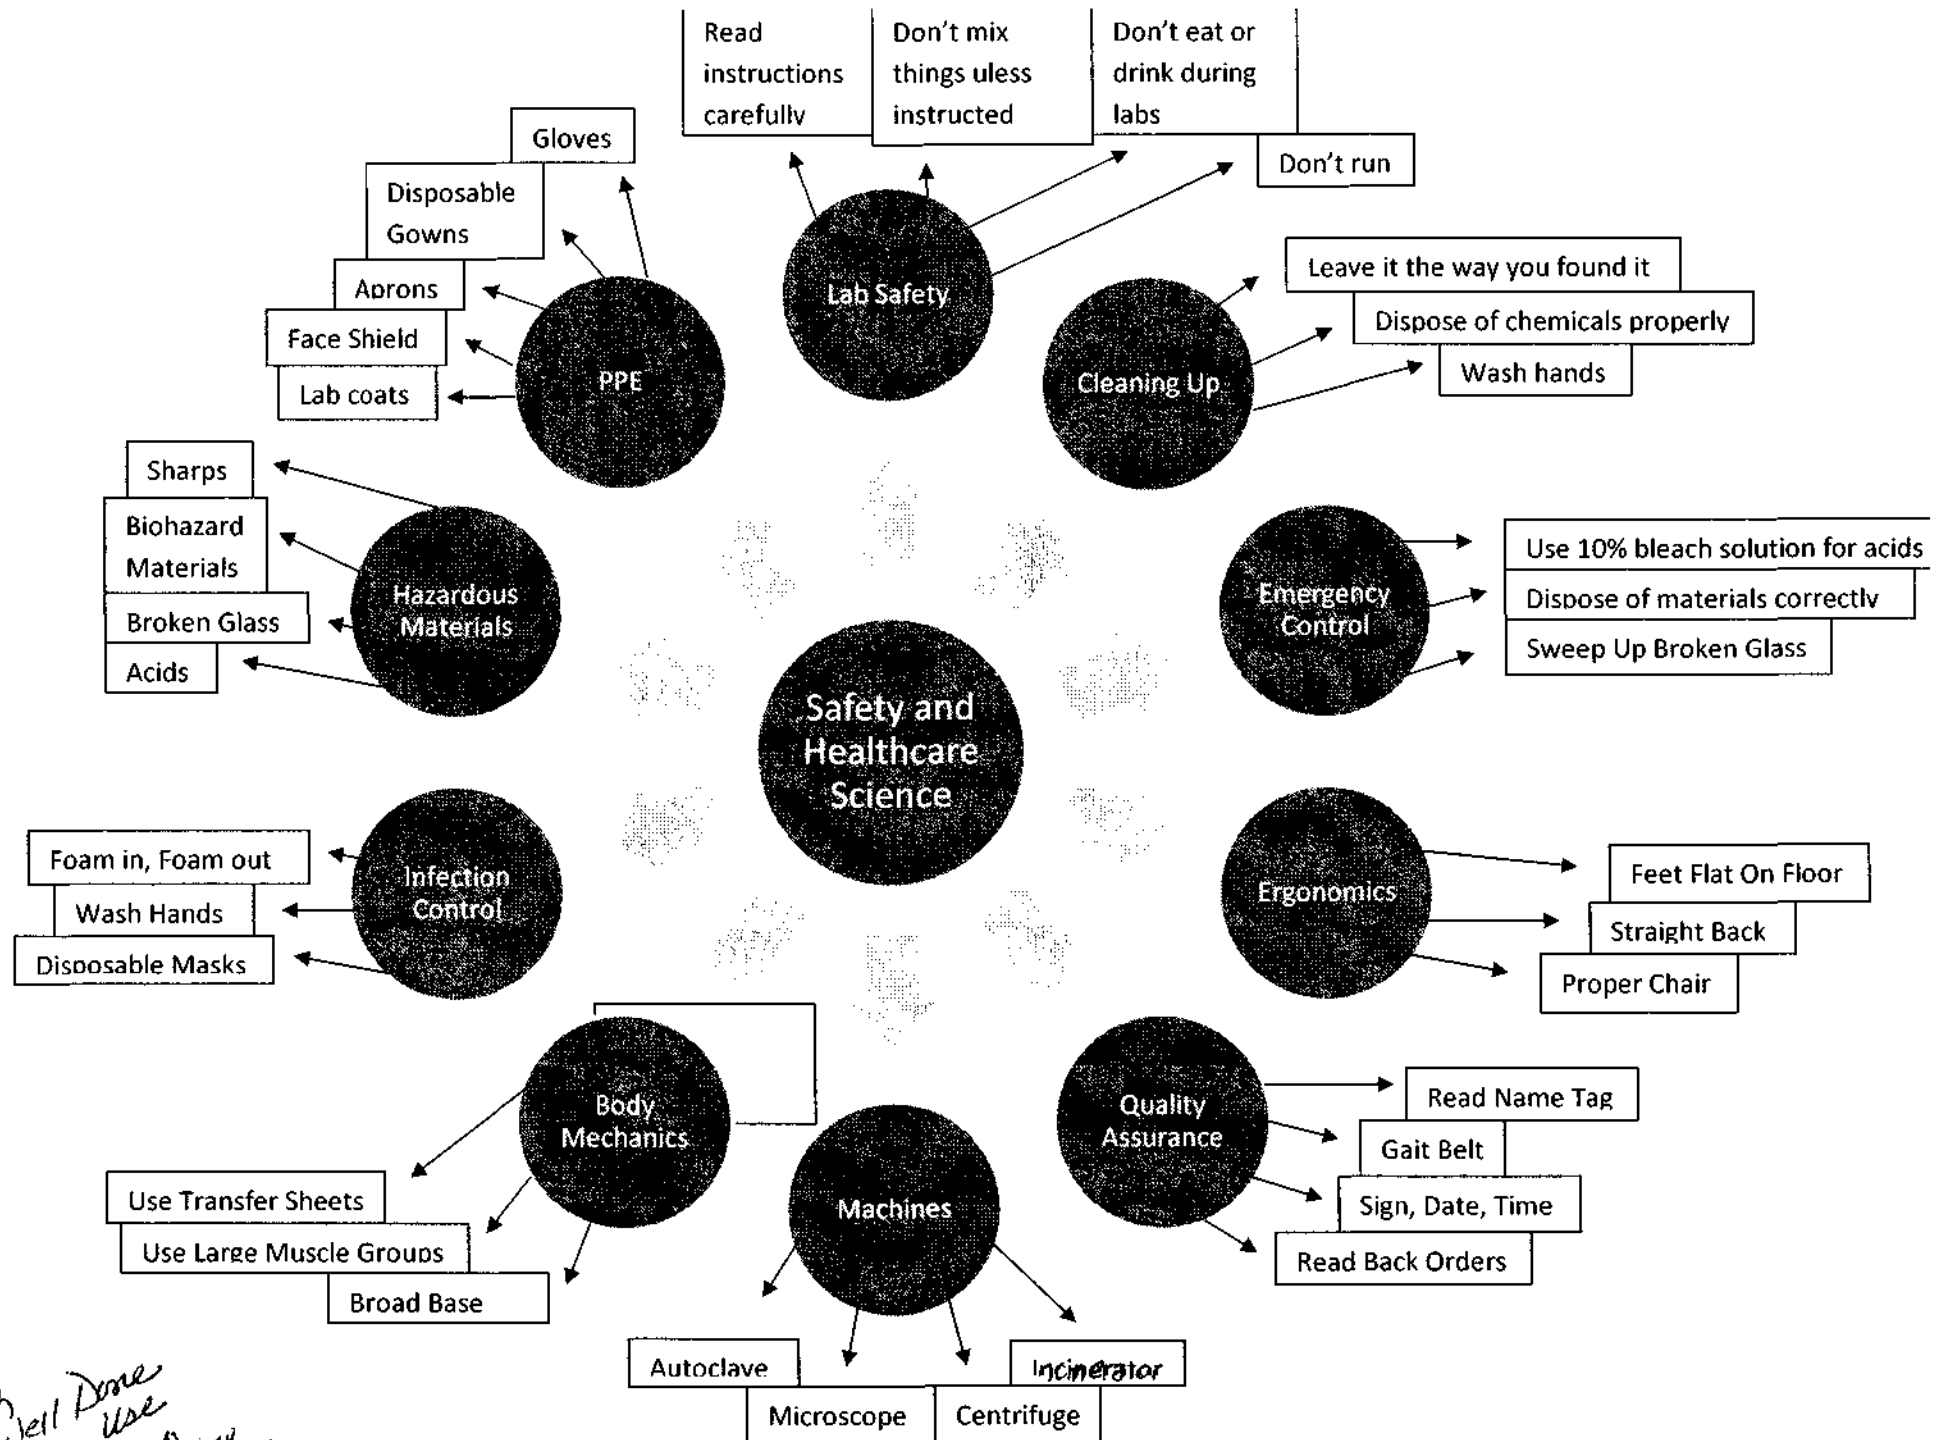 Read
instructions
carefully
Don't mix
things uless
instructed
Don't eat or
drink during
labs
Don't run
Gloves
Disposable
Gowns
Aprons
Face Shield
Lab coats
PPE
Lab Safety
Cleaning Up
Leave it the way you found it
Dispose of chemicals properly
Wash hands
Sharps
Biohazard
Materials
Broken Glass
Acids
Hazardous
Materials
Emergency
Control
Use 10% bleach solution for acids
Dispose of materials correctly
Sweep Up Broken Glass
Safety and
Healthcare
Science
Foam in, Foam out
Wash Hands
Disposable Masks
Infection
Control
Ergonomics
Feet Flat On Floor
Straight Back
Proper Chair
Body
Mechanics
Use Transfer Sheets
Use Large Muscle Groups
Broad Base
Machines
Autoclave
Microscope
Centrifuge
Incinerator
Quality
Assurance
Read Name Tag
Gait Belt
Sign, Date, Time
Read Back Orders
Well Done
Use